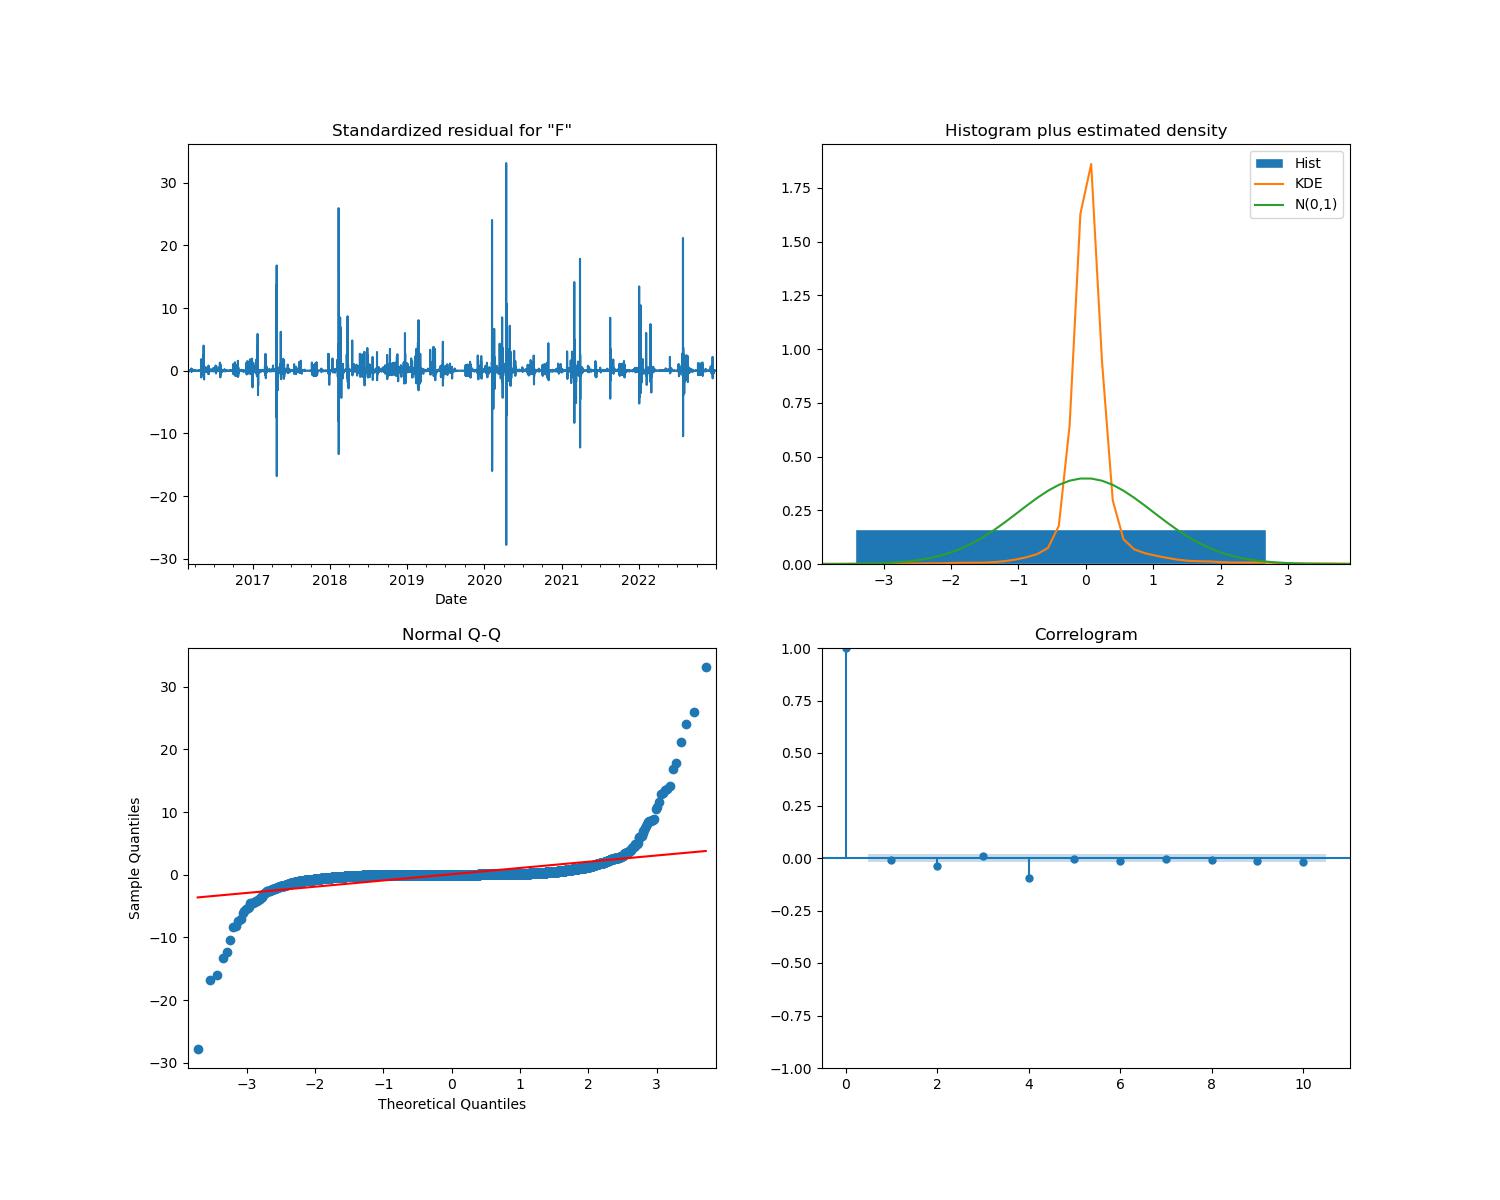 Standardized residual for "F"
30
20
10
0
−10
−20
−30
2017 2018 2019 2020 2021 2022
Date
Histogram plus estimated density
Hist
KDE
N(0,1)
1.75
1.50
1.25
1.00
0.75
0.50
0.25
0.00
−3 −2 −1 0 1 2 3
Normal Q-Q
Sample Quantiles
30
20
10
0
−10
−20
−30
−3 −2 −1 0 1 2 3
Theoretical Quantiles
Correlogram
1.00
0.75
0.50
0.25
0.00
−0.25
−0.50
−0.75
−1.00
0 2 4 6 8 10